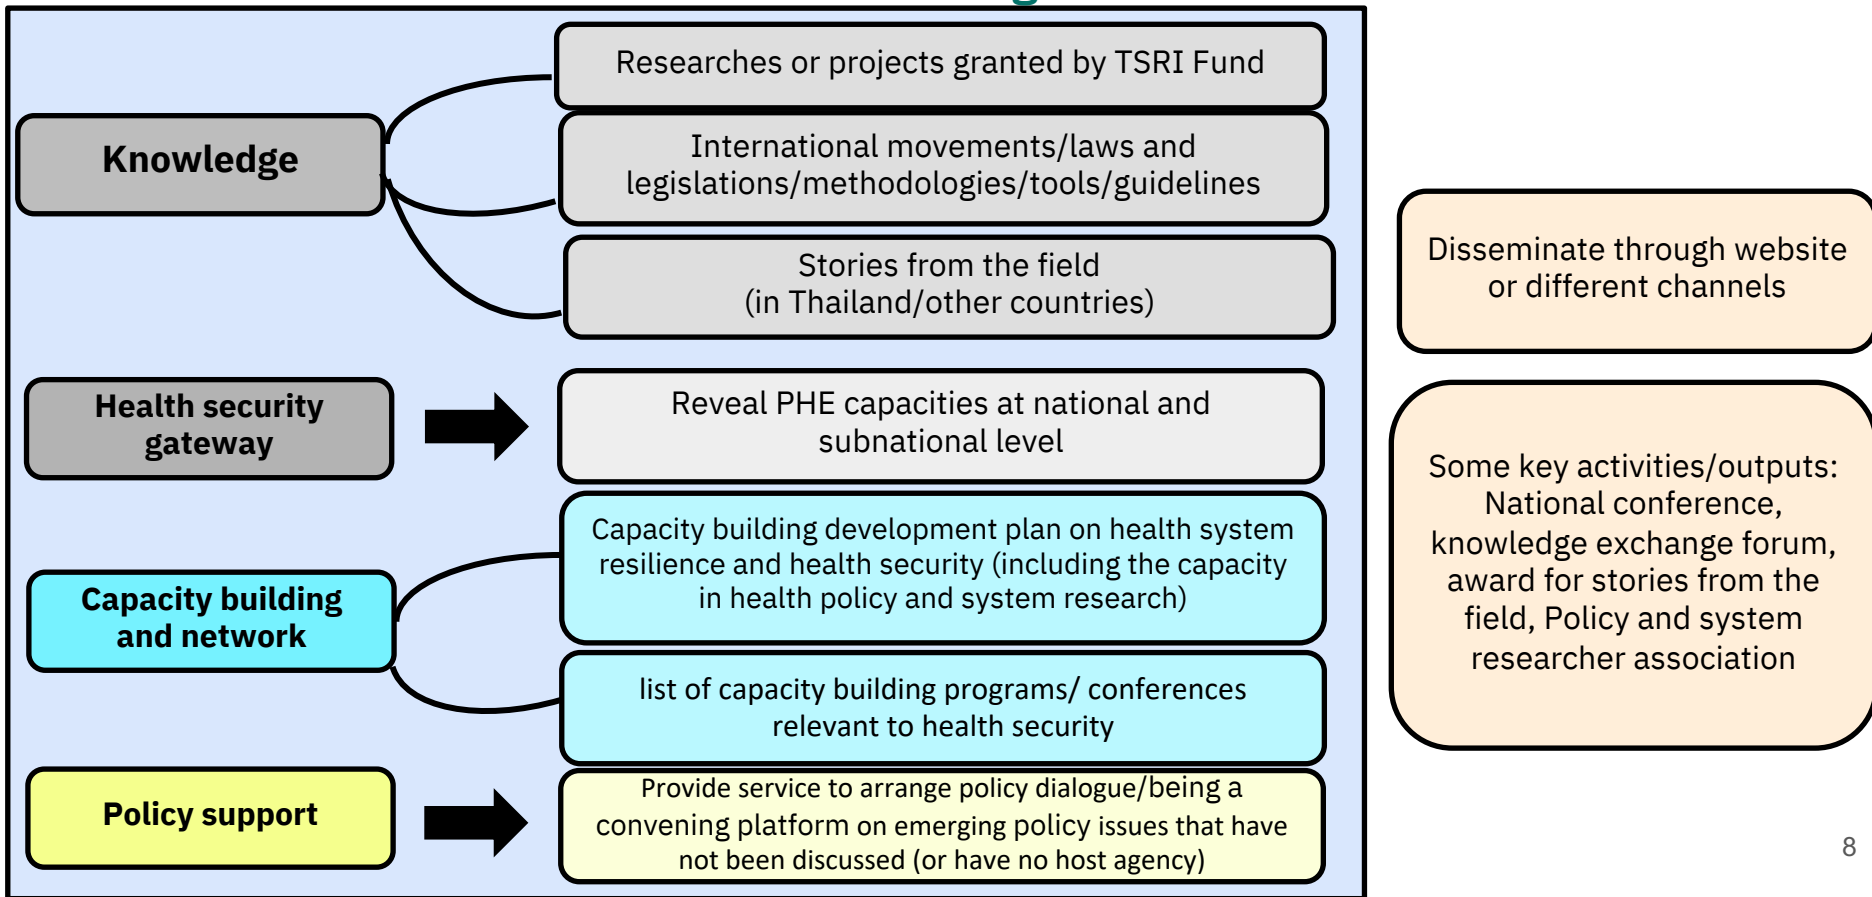 Knowledge
Researches or projects granted by TSRI Fund
International movements/laws and
legislations/methodologies/tools/guidelines
Stories from the field
(in Thailand/other countries)
Health security
gateway
Reveal PHE capacities at national and
subnational level
Capacity building
and network
Capacity building development plan on health system
resilience and health security (including the capacity
in health policy and system research)
list of capacity building programs/ conferences
relevant to health security
Policy support
Provide service to arrange policy dialogue/being a
convening platform on emerging policy issues that have
not been discussed (or have no host agency)
Disseminate through website
or different channels
Some key activities/outputs:
National conference,
knowledge exchange forum,
award for stories from the
field, Policy and system
researcher association
8